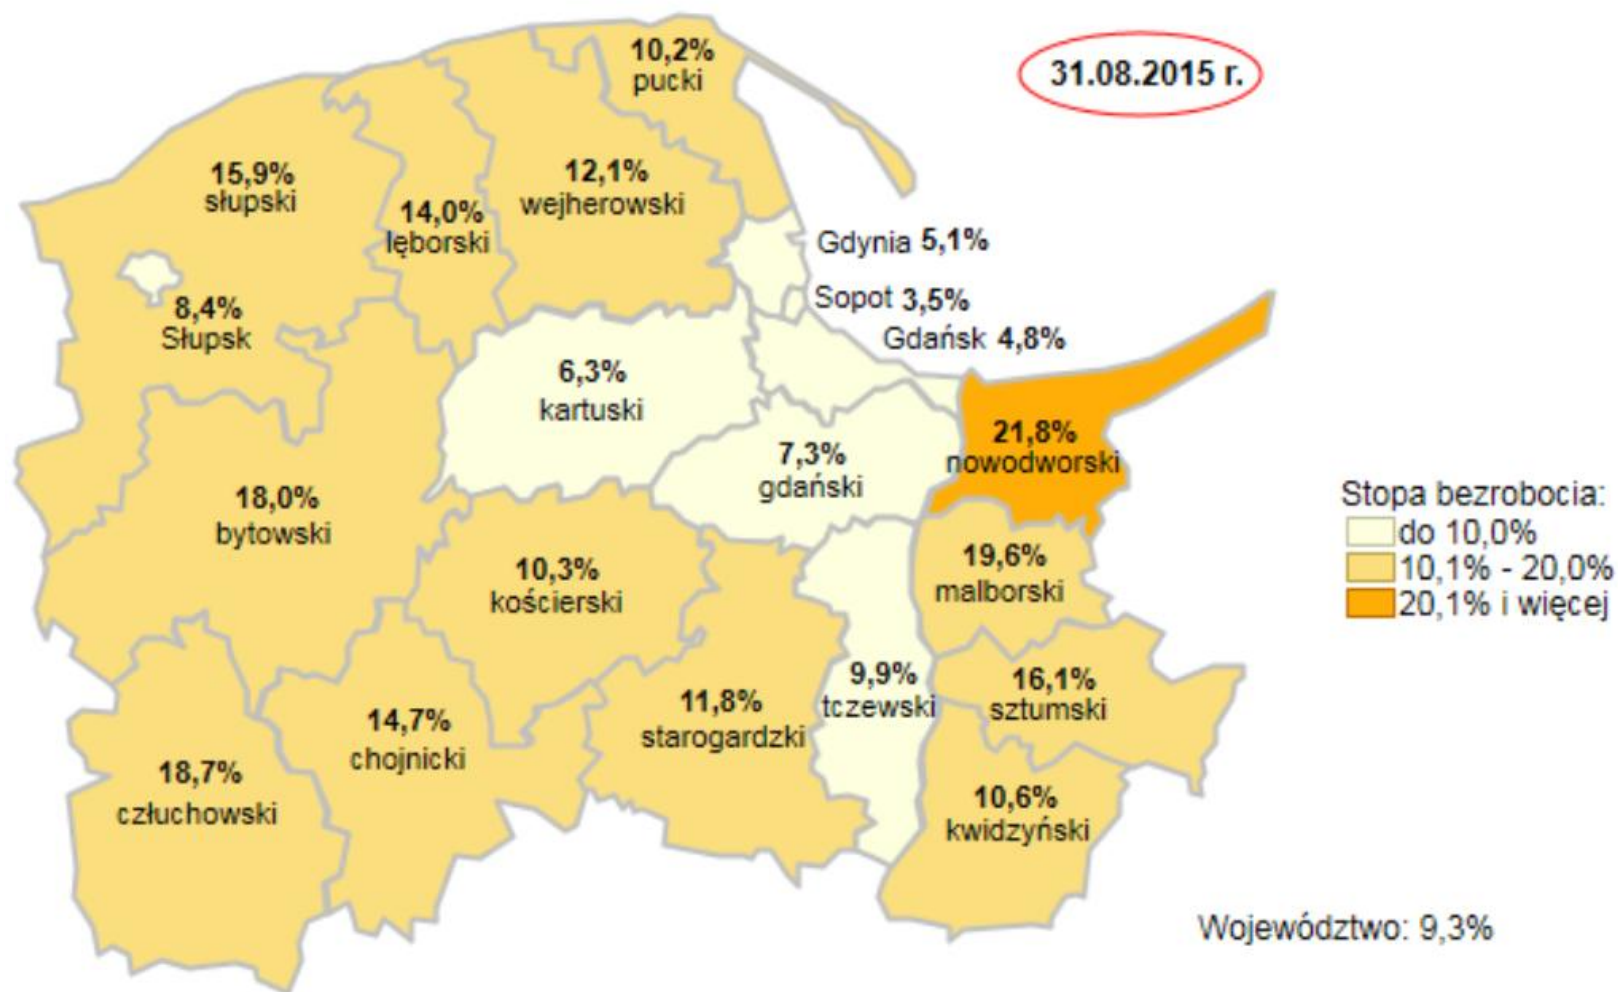 10,2%
pucki
31.08.2015 r.
15,9%
słupski
14,0%
lęborski
12,1%
wejherowski
Gdynia 5,1%
Sopot 3,5%
Gdańsk 4,8%
8,4%
Słupsk
6,3%
kartuski
7,3%
gdański
21,8%
nowodworski
18,0%
bytowski
10,3%
kościerski
19,6%
malborski
Stopa bezrobocia:
do 10,0%
10,1% - 20,0%
20,1% i więcej
18,7%
człuchowski
14,7%
chojnicki
11,8%
starogardzki
9,9%
tczewski
16,1%
sztumski
10,6%
kwidzyński
Województwo: 9,3%